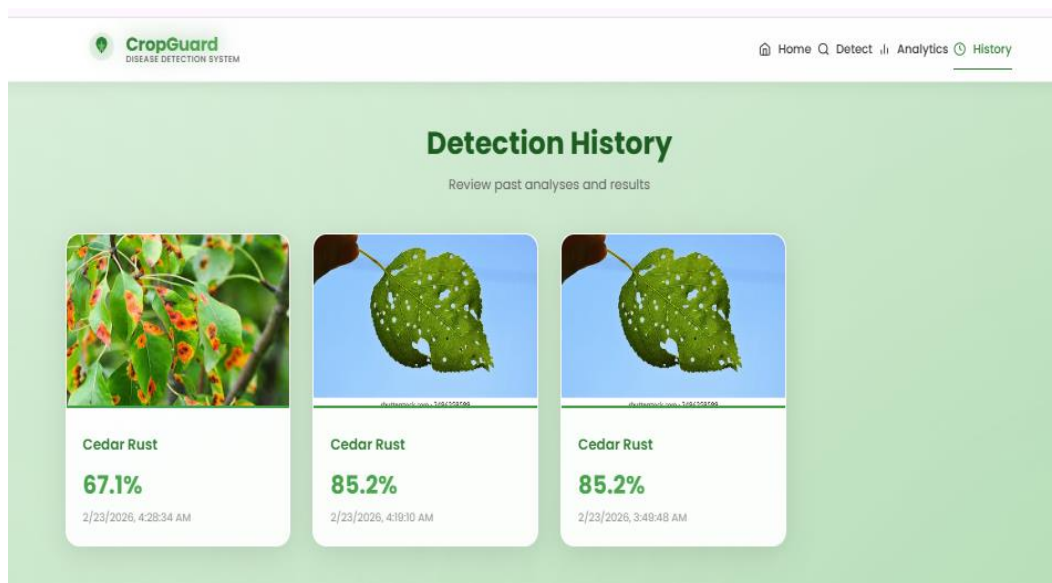 CropGuard
DISEASE DETECTION SYSTEM
Home Detect Analytics History
Detection History
Review past analyses and results
Cedar Rust
67.1%
2/23/2026, 4:28:34 AM
Cedar Rust
85.2%
2/23/2026, 4:19:10 AM
Cedar Rust
85.2%
2/23/2026, 3:49:48 AM